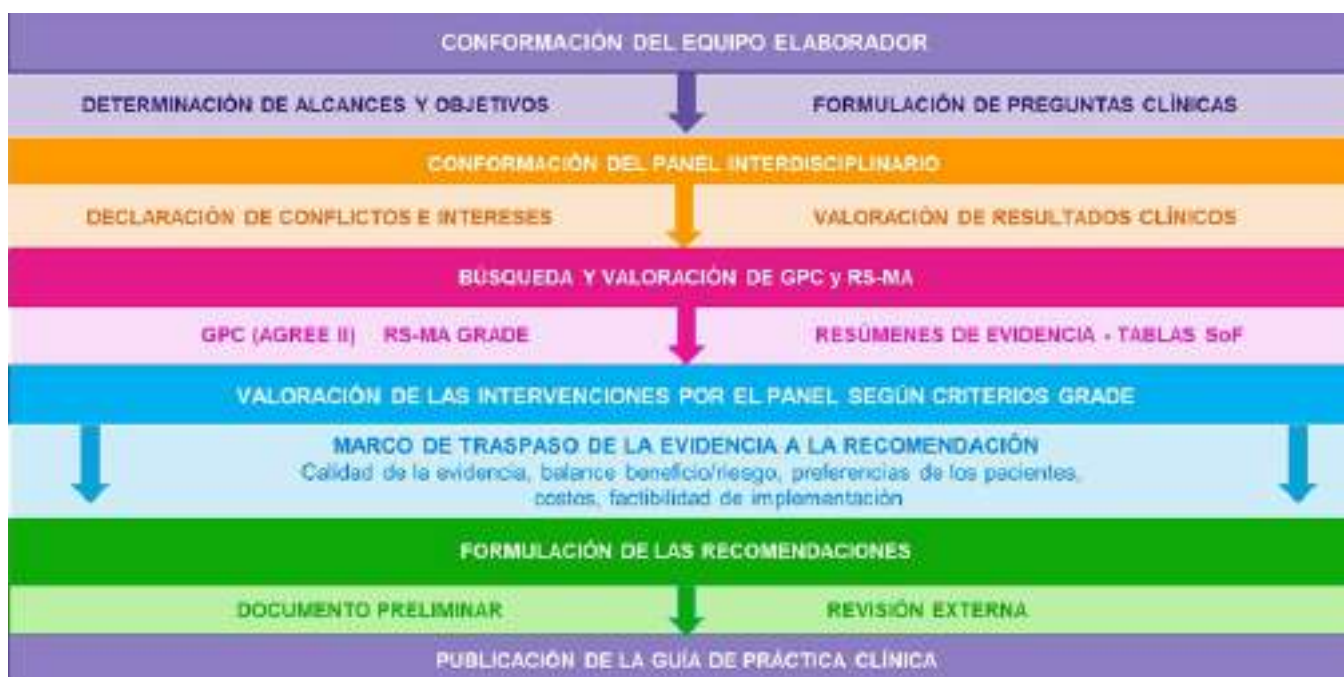 CONFORMACIÓN DEL EQUIPO ELABORADOR
DETERMINACIÓN DE ALCANCES Y OBJETIVOS
FORMULACIÓN DE PREGUNTAS CLÍNICAS
CONFORMACIÓN DEL PANEL INTERDISCIPLINARIO
DECLARACIÓN DE CONFLICTOS E INTERESES
VALORACIÓN DE RESULTADOS CLÍNICOS
BÚSQUEDA Y VALORACIÓN DE GPC y RS-MA
GPC (AGREE II) RS-MA GRADE
RESÚMENES DE EVIDENCIA - TABLAS SoF
VALORACIÓN DE LAS INTERVENCIONES POR EL PANEL SEGÚN CRITERIOS GRADE
MARCO DE TRASPASO DE LA EVIDENCIA A LA RECOMENDACIÓN
Calidad de la evidencia, balance beneficio/riesgo, preferencias de los pacientes,
costos, factibilidad de implementación
FORMULACIÓN DE LAS RECOMENDACIONES
DOCUMENTO PRELIMINAR
REVISIÓN EXTERNA
PUBLICACIÓN DE LA GUÍA DE PRÁCTICA CLÍNICA